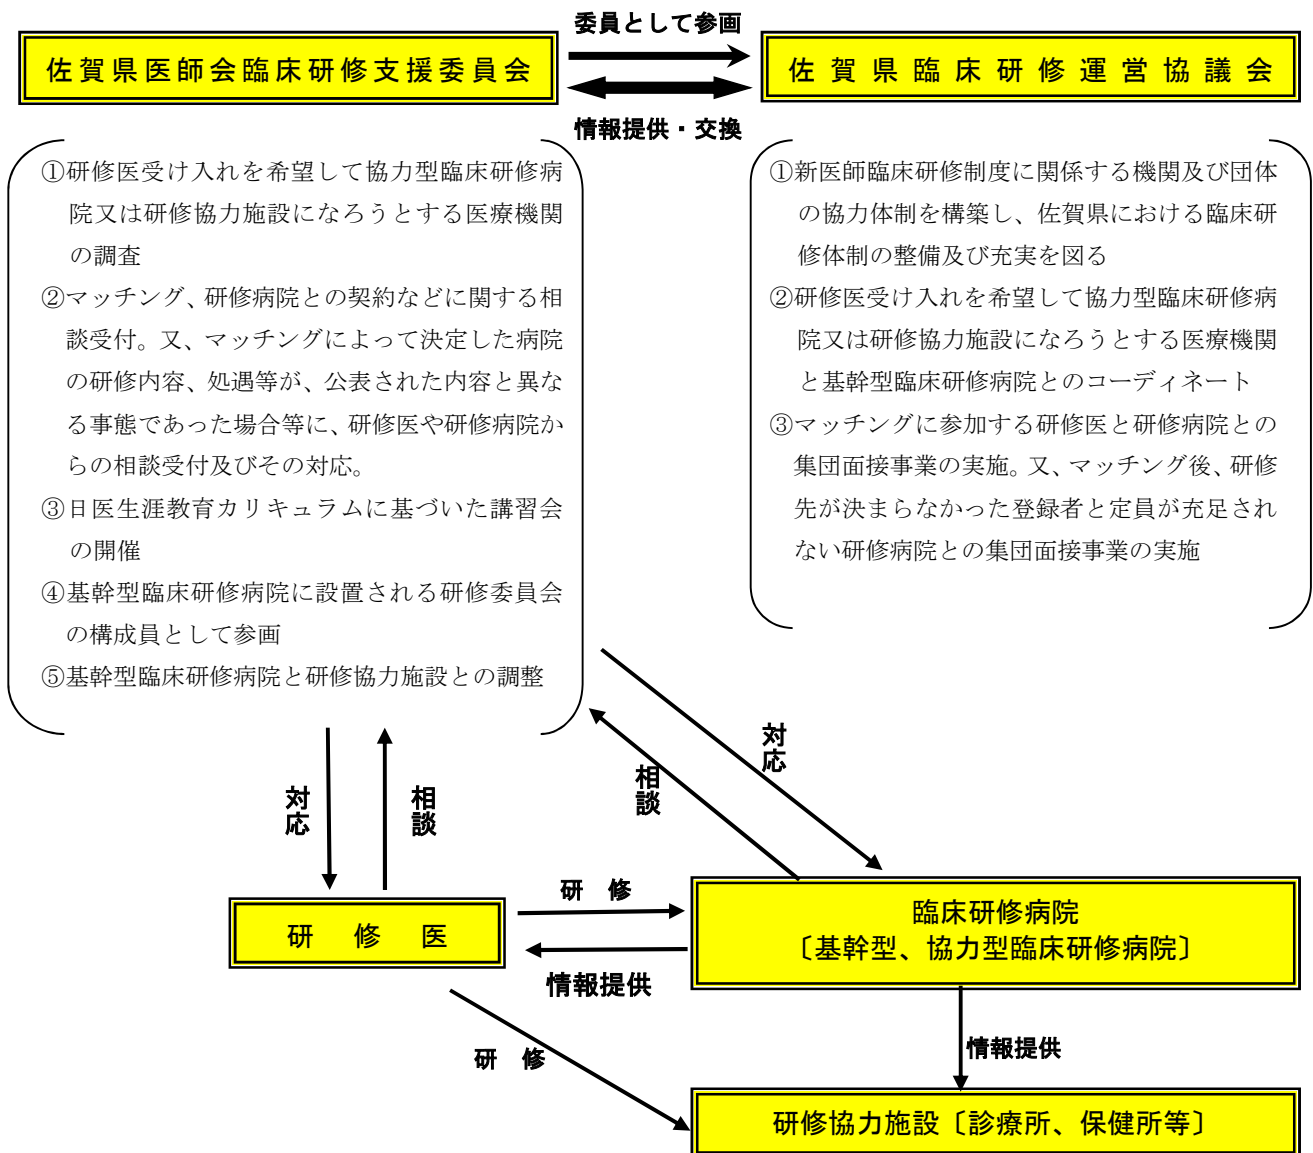 委員として参画
佐賀県医師会臨床研修支援委員会
佐賀県臨床研修運営協議会
情報提供・交換
①研修医受け入れを希望して協力型臨床研修病
院又は研修協力施設になろうとする医療機関
の調査
②マッチング、研修病院との契約などに関する相
談受付。又、マッチングによって決定した病院
の研修内容、処遇等が、公表された内容と異な
る事態であった場合等に、研修医や研修病院か
らの相談受付及びその対応。
③日医生涯教育カリキュラムに基づいた講習会
の開催
④基幹型臨床研修病院に設置される研修委員会
の構成員として参画
⑤基幹型臨床研修病院と研修協力施設との調整
①新医師臨床研修制度に関係する機関及び団体
の協力体制を構築し、佐賀県における臨床研
修体制の整備及び充実を図る
②研修医受け入れを希望して協力型臨床研修病
院又は研修協力施設になろうとする医療機関
と基幹型臨床研修病院とのコーディネート
③マッチングに参加する研修医と研修病院との
集団面接事業の実施。又、マッチング後、研修
先が決まらなかった登録者と定員が充足され
ない研修病院との集団面接事業の実施
対応
相談
相談
対応
研修医
研 修
情報提供
臨床研修病院
〔基幹型、協力型臨床研修病院〕
研 修
情報提供
研修協力施設〔診療所、保健所等〕